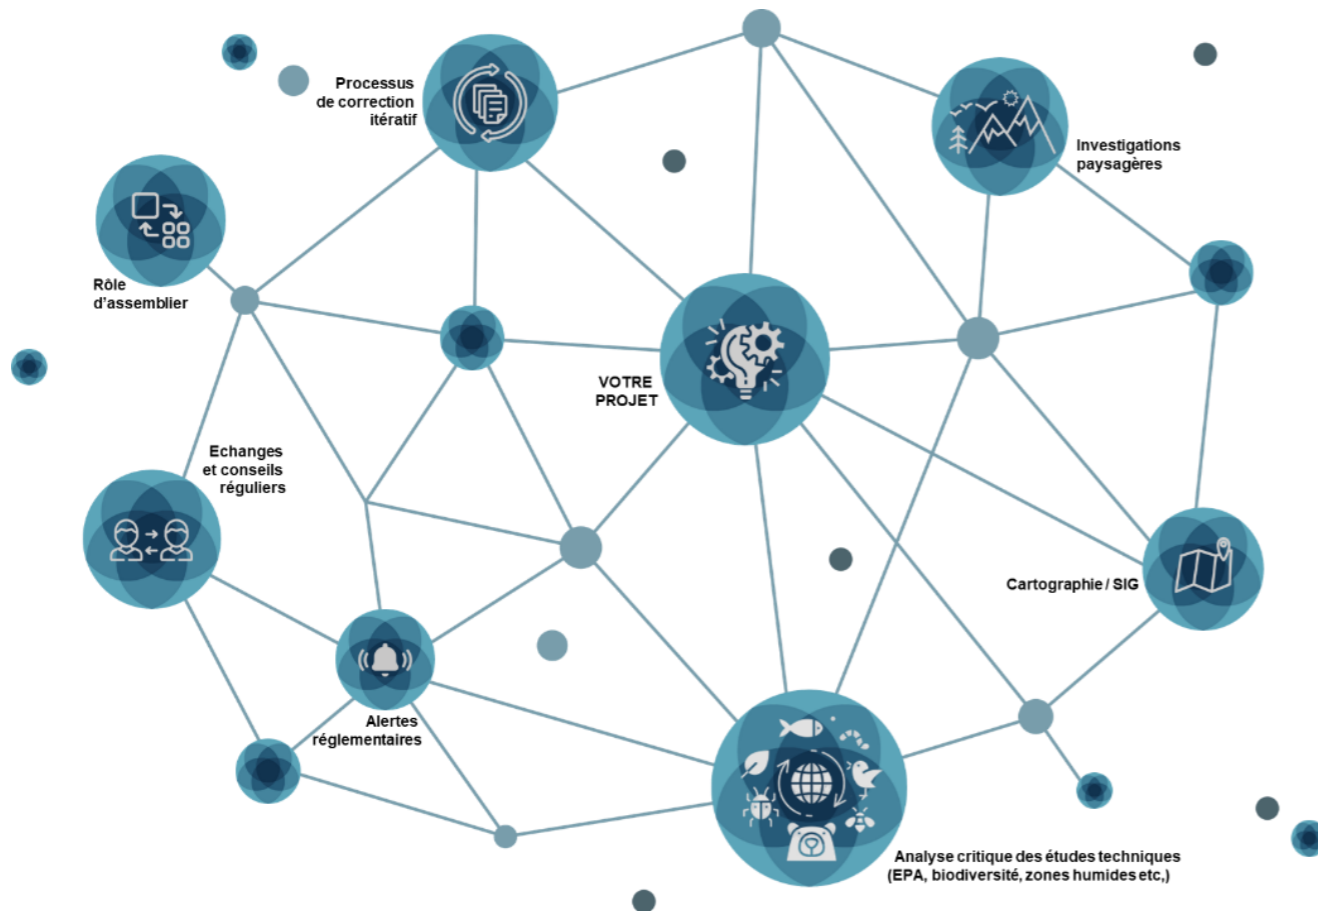 Processus
de correction
itératif
Investigations
paysagères
Rôle
d'assemblier
VOTRE
PROJET
Echanges
et conseils
réguliers
Cartographie / SIG
Alertes
réglementaires
Analyse critique des études techniques
(EPA, biodiversité, zones humides etc,)